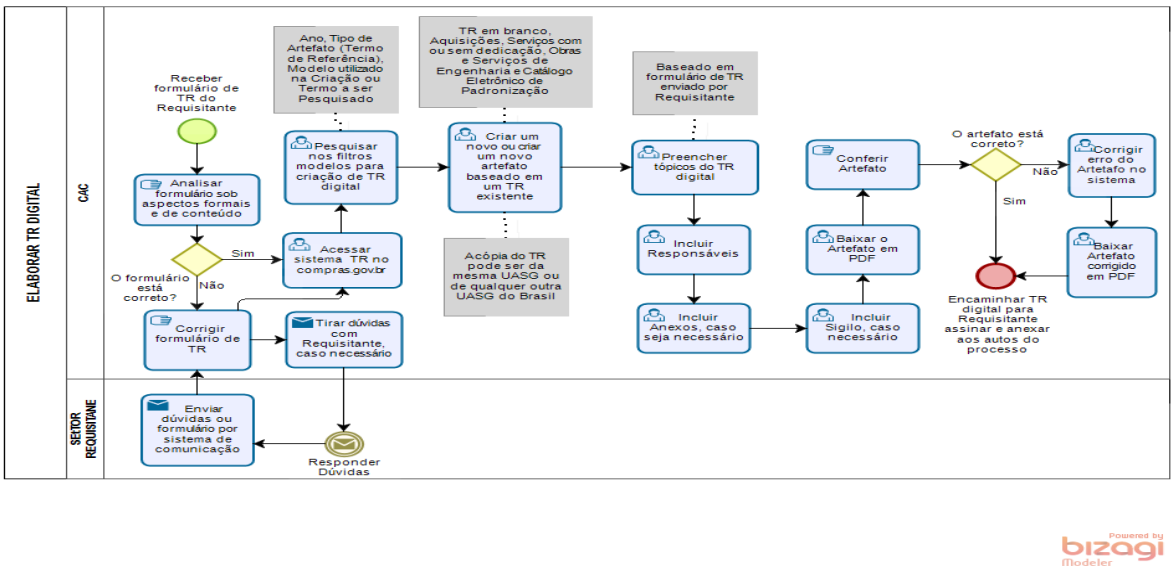 ELABORAR TR DIGITAL
CAC
Receber
formulário de
TR do
Requisitante
Analisar
formulário sob
aspectos formais
e de conteúdo
O formulário
está
correto?
Sim
Não
Corrigir
formulário de
TR
Tirar dúvidas
com
Requisitante,
caso necessário
Acessar
sistema TR no
compras.gov.br
Pesquisar
nos filtros
modelos para
criação de TR
digital
Ano, Tipo de
Artefato (Termo
de Referência),
Modelo utilizado
na Criação ou
Termo a ser
Pesquisado
TR em branco,
Aquisições, Serviços com
ou sem dedicação, Obras
e Serviços de
Engenharia e Catálogo
Eletrônico de
Padronização
Criar um
novo ou criar
um novo
artefato
baseado em
um TR
existente
Acópia do TR
pode ser da
mesma UASG ou
de qualquer outra
UASG do Brasil
Baseado em
formulário de TR
enviado por
Requisitante
Preencher
tópicos do TR
digital
Incluir
Responsáveis
Incluir
Anexos, caso
seja necessário
Incluir
Sigilo, caso
necessário
Baixar o
Artefato em
PDF
Conferir
Artefato
O artefato está
correto?
Não
Sim
Corrigir
erro do
Artetafo no
sistema
Baixar
Artefato
corrigido
em PDF
Encaminhar TR
digital para
Requisitante
assinar e anexar
aos autos do
processo
SETOR
REQUISITANE
Enviar
dúvidas ou
formulário por
sistema de
comunicação
Responder
Dúvidas
Powered by
bizagi
Modeler